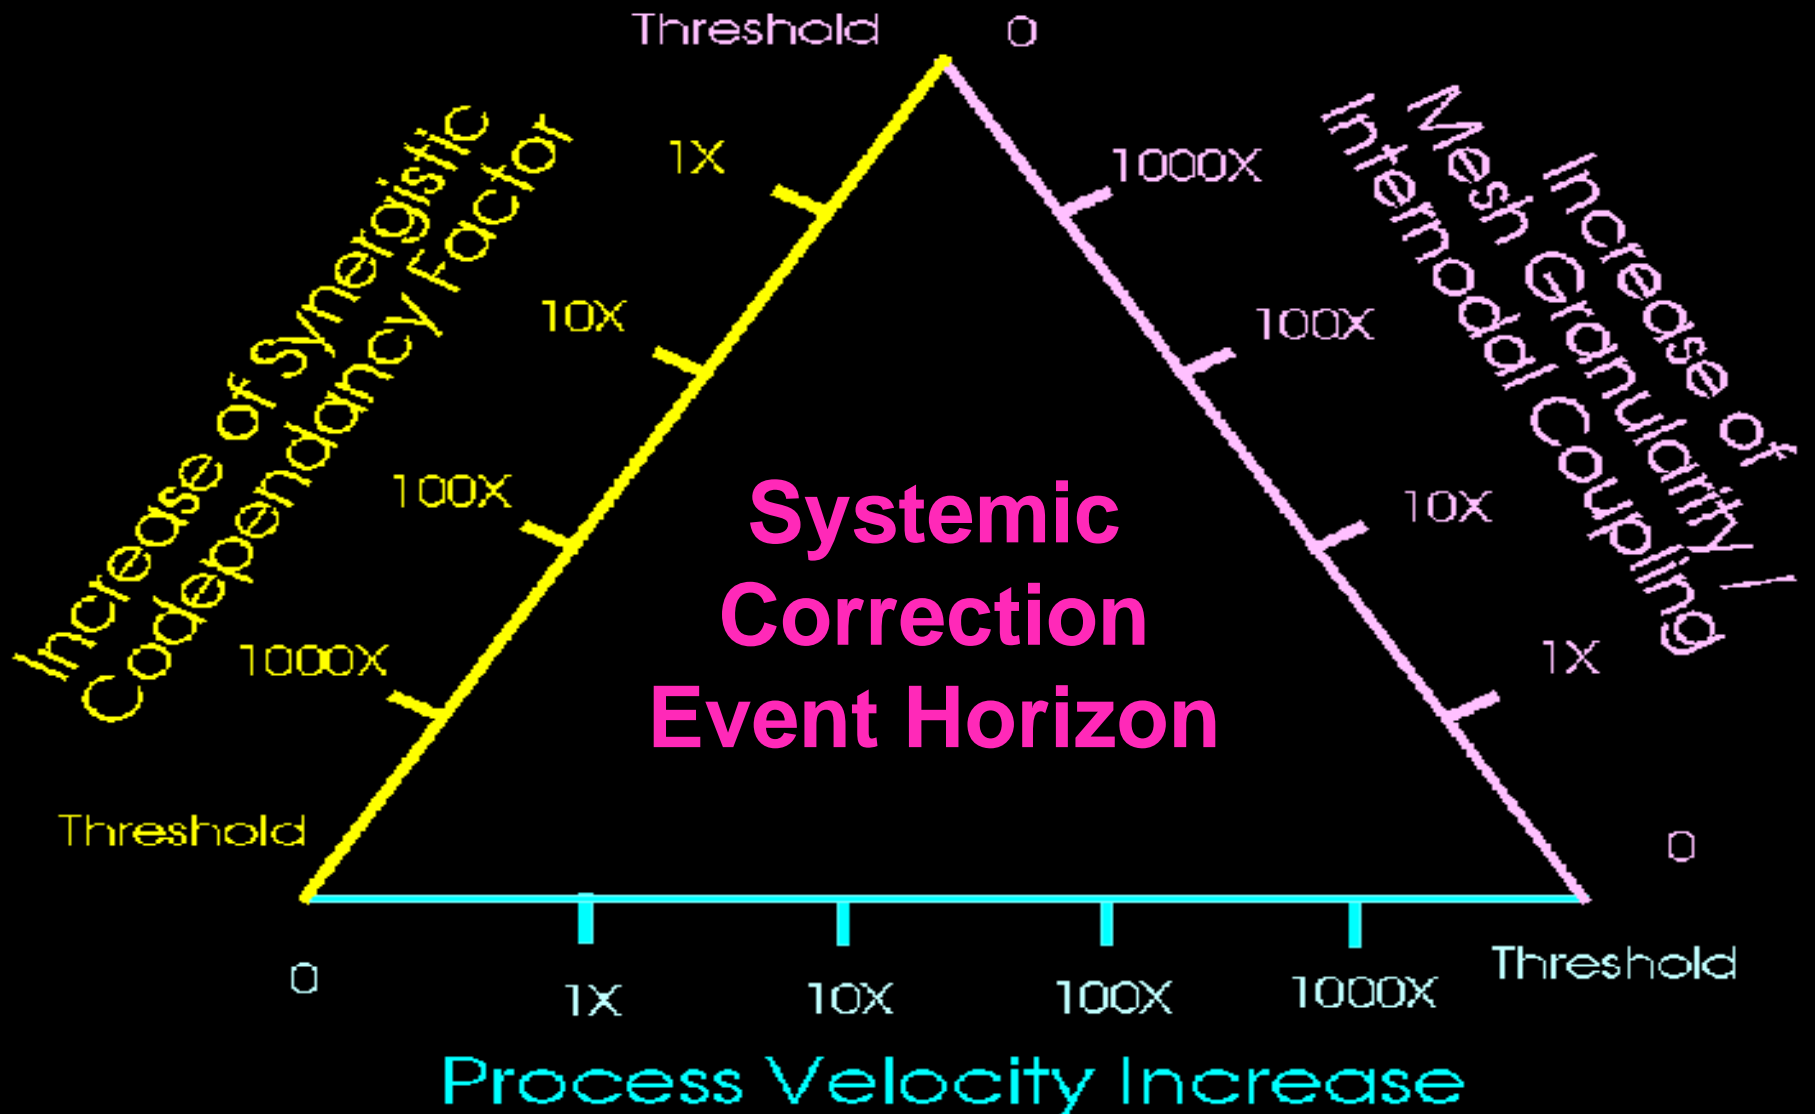 Threshold
0
Increase of Synergistic
Codependancy Factor
1X
10X
100X
1000X
Threshold
1000X
100X
10X
1X
0
Increase of
Mesh Granularity /
Internodal Coupling
Systemic
Correction
Event Horizon
0
1X
10X
100X
1000X
Threshold
Process Velocity Increase